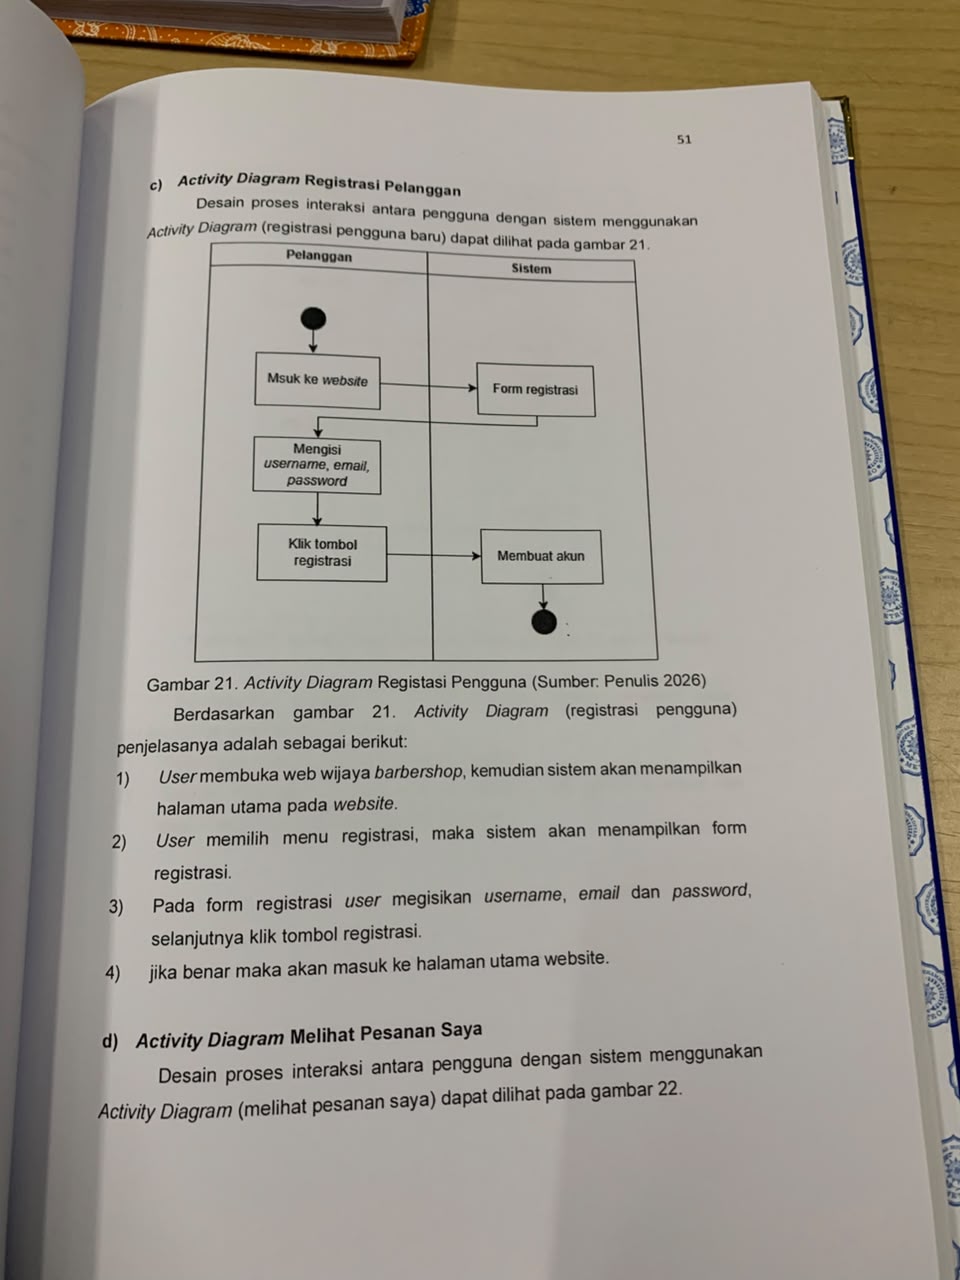 51
c) Activity Diagram Registrasi Pelanggan
Desain proses interaksi antara pengguna dengan sistem menggunakan
Activity Diagram (registrasi pengguna baru) dapat dilihat pada gambar 21.
Pelanggan
Sistem
Msuk ke website
Form registrasi
Mengisi
username, email,
password
Klik tombol
registrasi
Membuat akun
Gambar 21. Activity Diagram Registasi Pengguna (Sumber: Penulis 2026)
Berdasarkan gambar 21. Activity Diagram (registrasi pengguna)
penjelasanya adalah sebagai berikut:
1) User membuka web wijaya barbershop, kemudian sistem akan menampilkan
halaman utama pada website.
2) User memilih menu registrasi, maka sistem akan menampilkan form
registrasi.
3) Pada form registrasi user megisikan username, email dan password,
selanjutnya klik tombol registrasi.
4) jika benar maka akan masuk ke halaman utama website.
d) Activity Diagram Melihat Pesanan Saya
Desain proses interaksi antara pengguna dengan sistem menggunakan
Activity Diagram (melihat pesanan saya) dapat dilihat pada gambar 22.